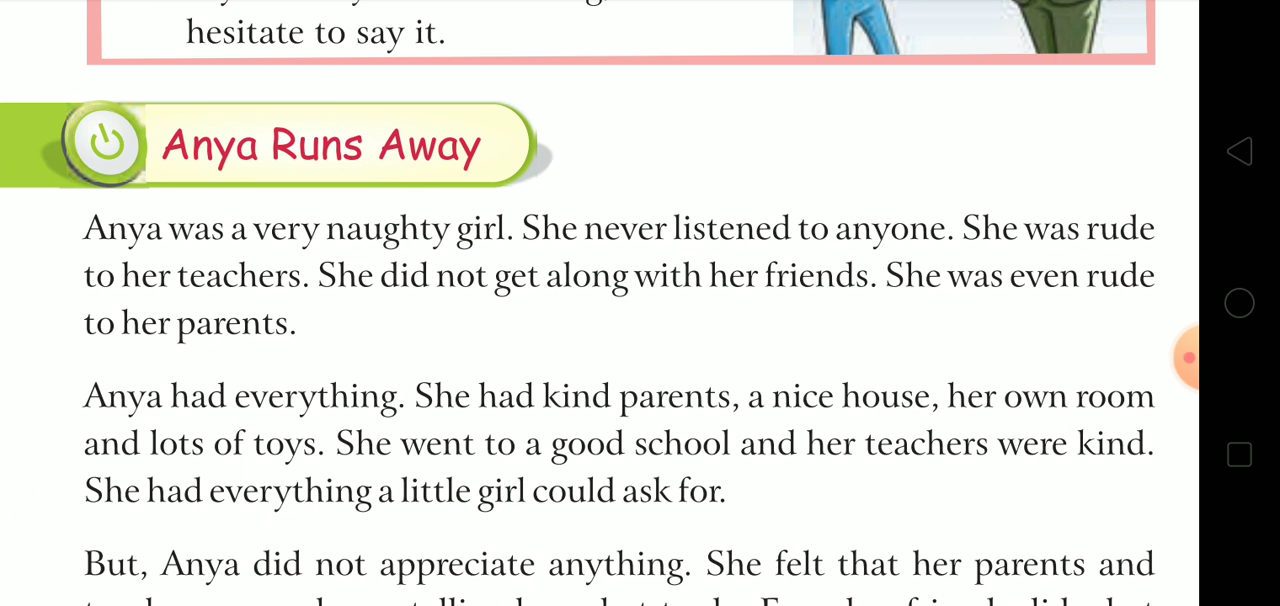 hesitate to say it.
Anya Runs Away
Anya was a very naughty girl. She never listened to anyone. She was rude
to her teachers. She did not get along with her friends. She was even rude
to her parents.
Anya had everything. She had kind parents, a nice house, her own room
and lots of toys. She went to a good school and her teachers were kind.
She had everything a little girl could ask for.
But, Anya did not appreciate anything. She felt that her parents and